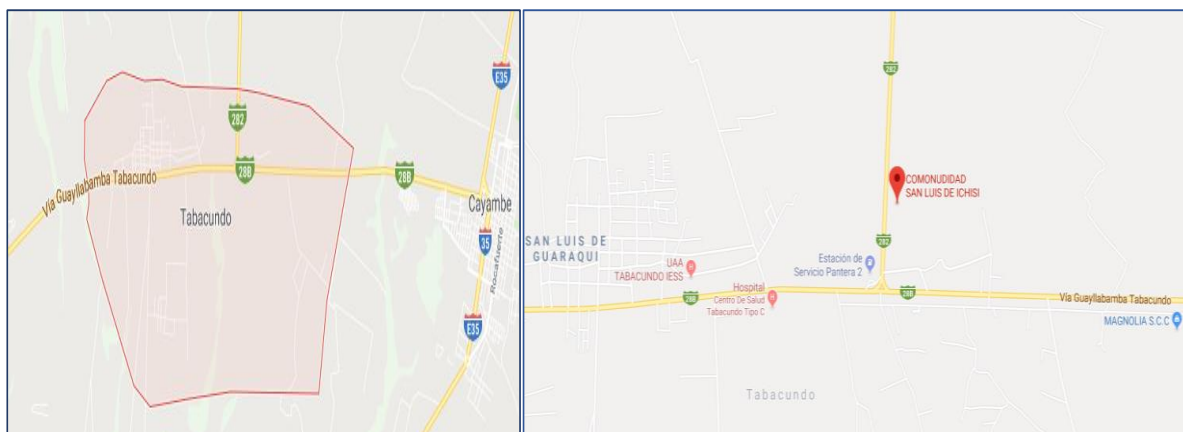 E35
282
28B
28B
Vía Guayllabamba Tabacundo
Tabacundo
Cayambe
35
Rocafuerte
E35
282
COMONUDIDAD
SAN LUIS DE ICHISI
SAN LUIS DE
GUARAQUI
282
UAA
TABACUNDO IESS
Estación de
Servicio Pantera 2
Hospital
Centro De Salud
Tabacundo Tipo C
28B
28B
Vía Guayllabamba Tabacundo
MAGNOLIA S.C.C
Tabacundo